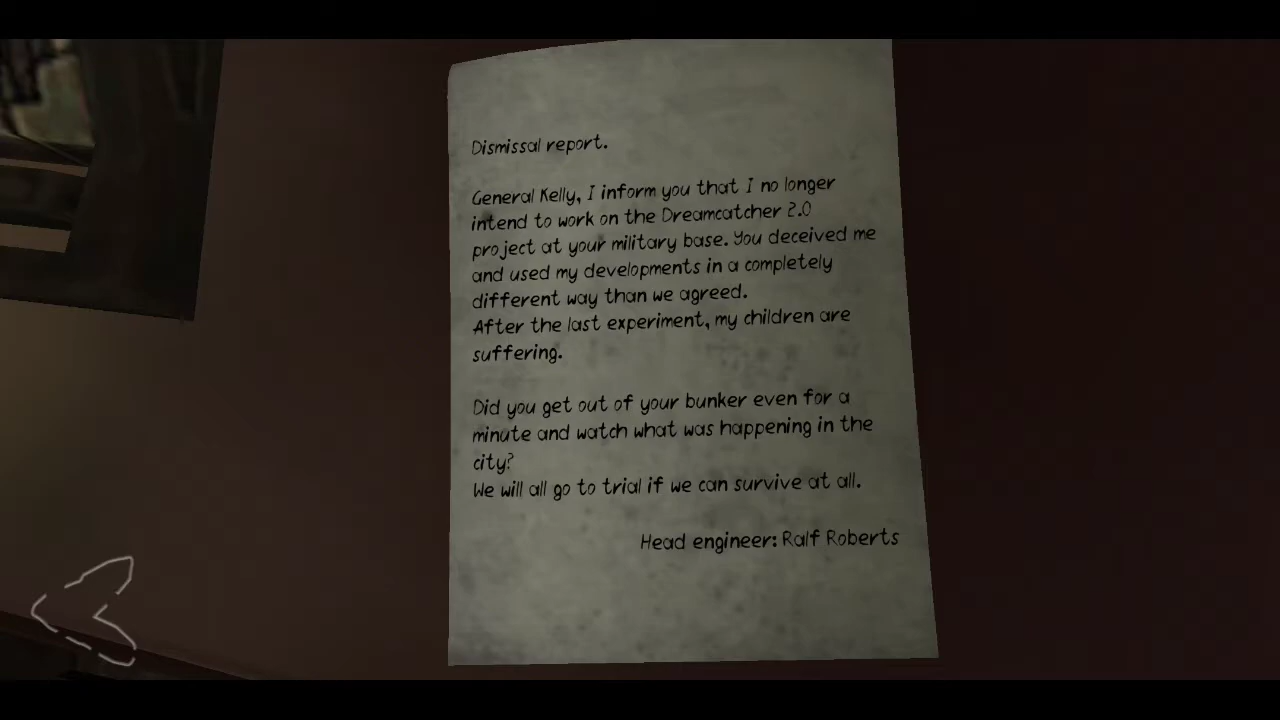 Dismissal report.
General Kelly, I inform you that I no longer
intend to work on the Dreamcatcher 2.0
project at your military base. You deceived me
and used my developments in a completely
different way than we agreed.
After the last experiment, my children are
suffering.
Did you get out of your bunker even for a
minute and watch what was happening in the
city?
We will all go to trial if we can survive at all.
Head engineer: Ralf Roberts